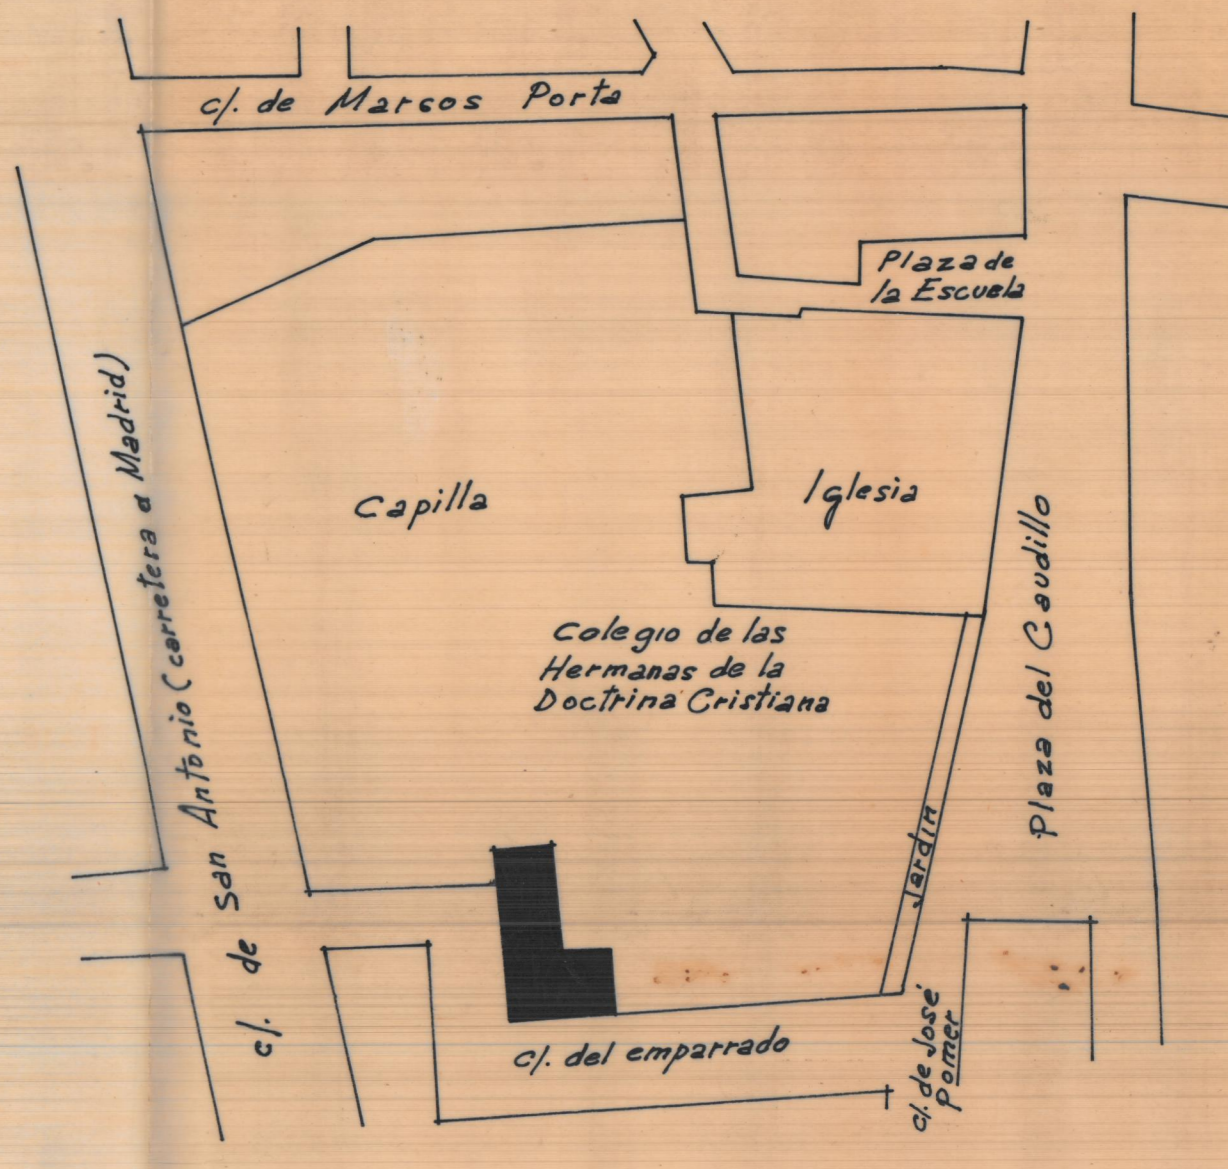 c/. de Marcos Porta
Plaza de
la Escuela
c/. de San Antonio (carretera a Madrid)
Capilla
Iglesia
Colegio de las
Hermanas de la
Doctrina Cristiana
Plaza del Caudillo
Jardin
c/. del emparrado
c/. de José
Pomer